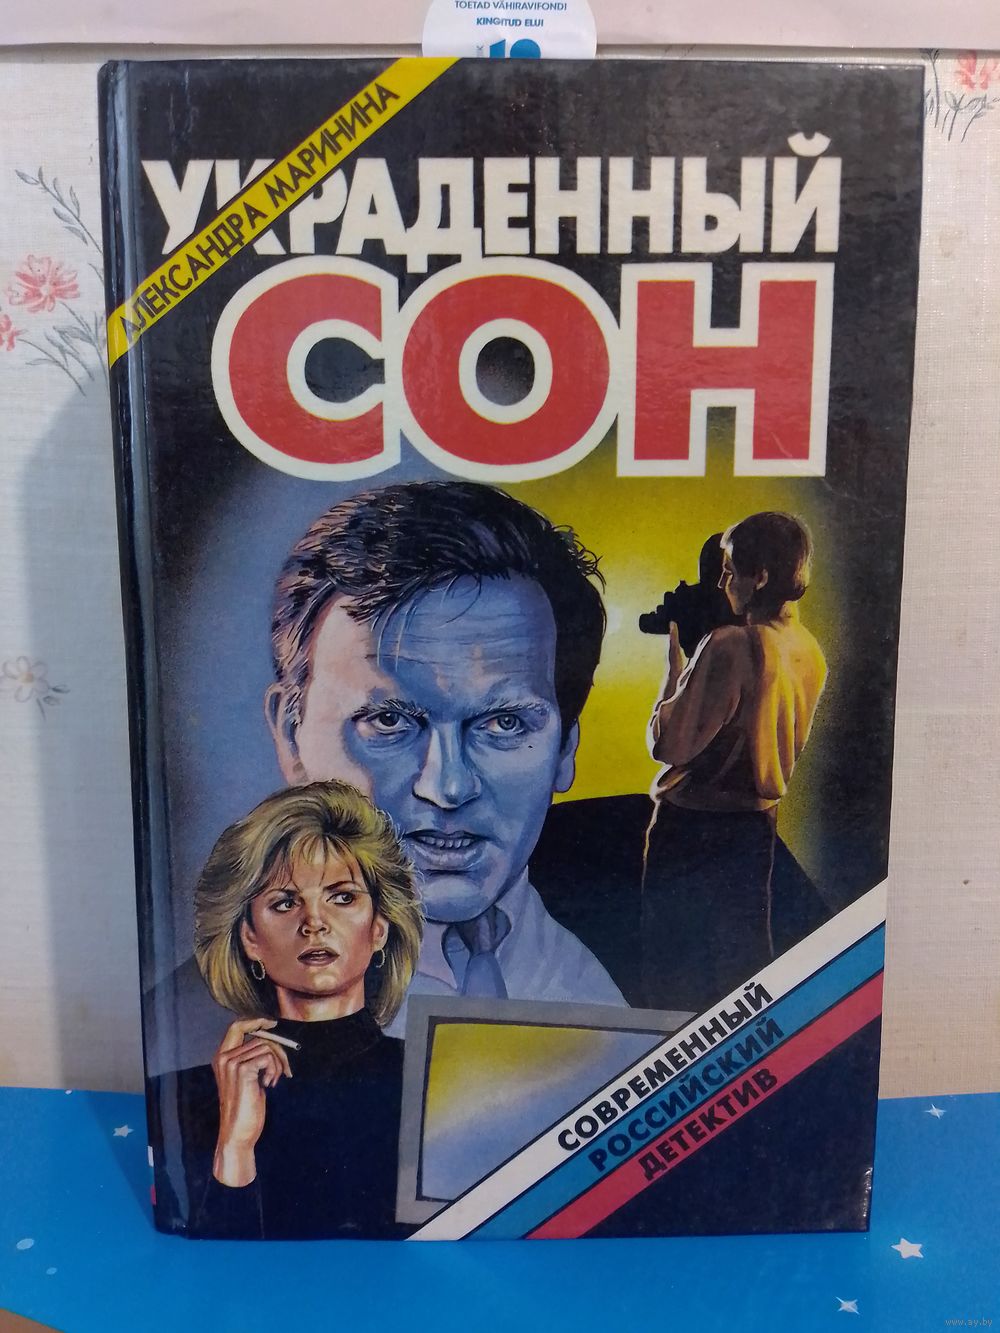 TOETAD VÄHIRAVIFONDI
KINGITUD ELU!
АЛЕКСАНДРА МАРИНИНА
УКРАДЕННЫЙ
СОН
СОВРЕМЕННЫЙ
РОССИЙСКИЙ
ДЕТЕКТИВ
www.ay.by